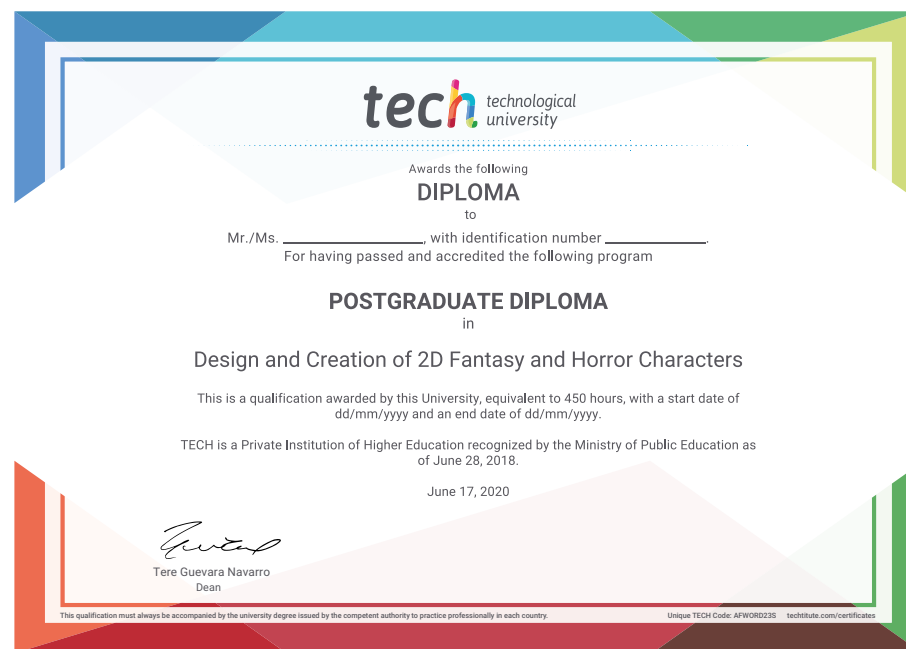 tech technological
university
Awards the following
DIPLOMA
to
Mr./Ms. ____________________, with identification number ______________.
For having passed and accredited the following program
POSTGRADUATE DIPLOMA
in
Design and Creation of 2D Fantasy and Horror Characters
This is a qualification awarded by this University, equivalent to 450 hours, with a start date of
dd/mm/yyyy and an end date of dd/mm/yyyy.
TECH is a Private Institution of Higher Education recognized by the Ministry of Public Education as
of June 28, 2018.
June 17, 2020
Tere Guevara Navarro
Dean
This qualification must always be accompanied by the university degree issued by the competent authority to practice professionally in each country.
Unique TECH Code: AFWORD23S techtitute.com/certificates